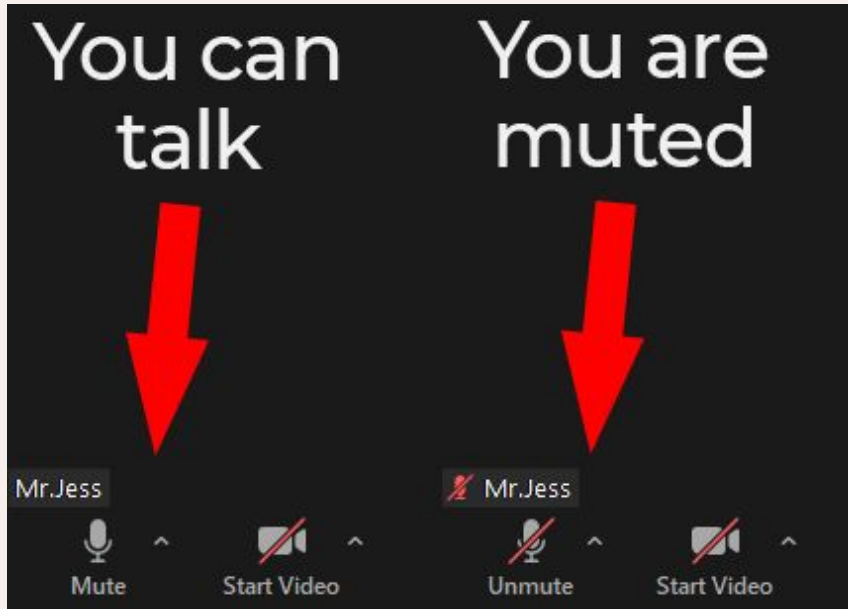 You can
talk
You are
muted
Mr.Jess
Mr.Jess
Mute
Start Video
Unmute
Start Video